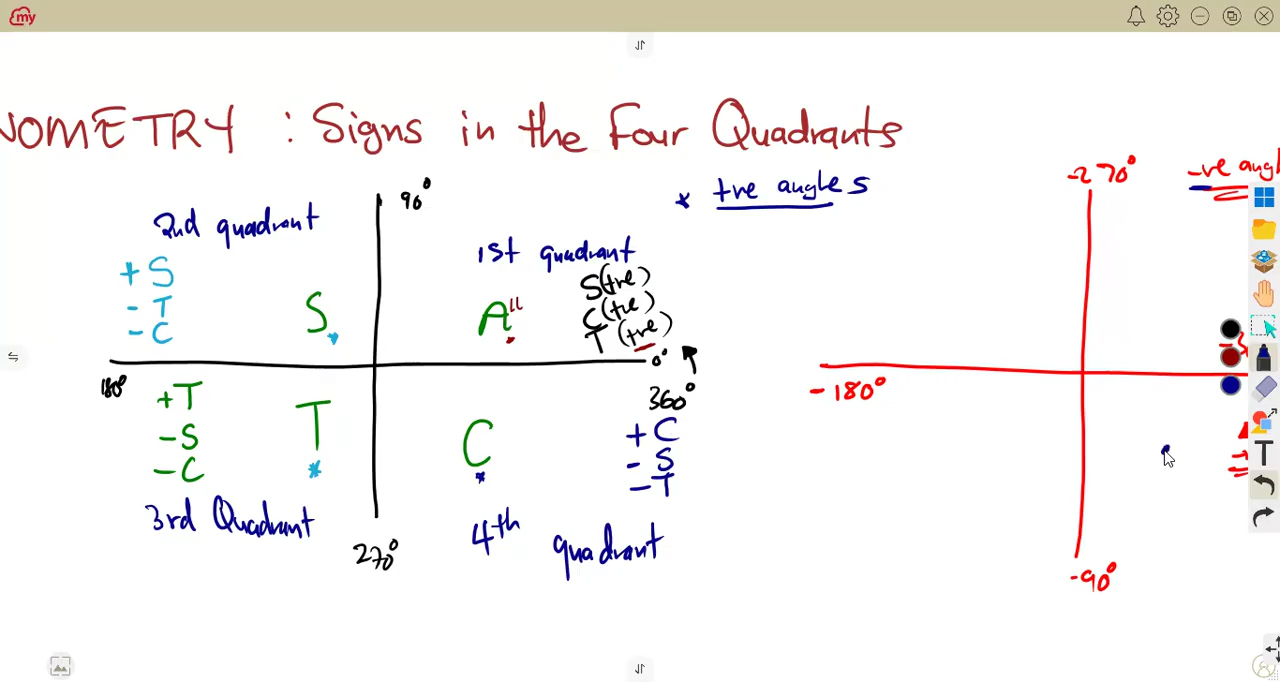 my
NOMETRY : Signs in the Four Quadrants
* +ve angles
-ve angl
90°
-270°
2nd quadrant
1st quadrant
+ S
- T
- C
S
A"
S(+ve)
C(+ve)
T(+ve)
180°
0°
360°
-180°
+T
-S
-C
T
C
+ C
- S
- T
3rd Quadrant
4th quadrant
270°
-90°
T